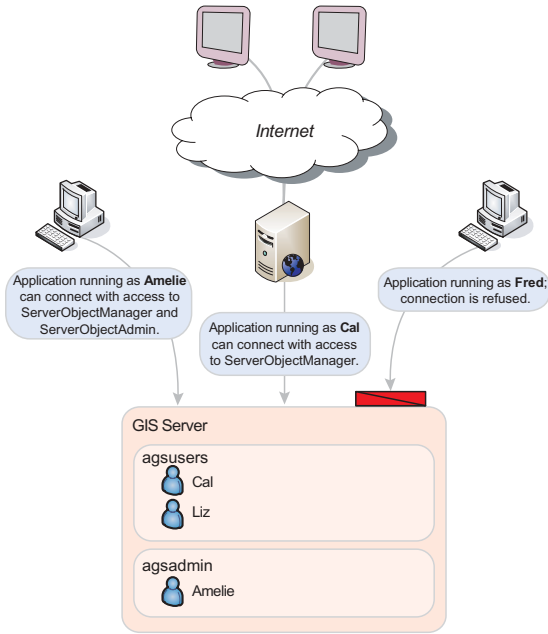 Internet
Application running as Amelie
can connect with access to
ServerObjectManager and
ServerObjectAdmin.
Application running as Cal
can connect with access
to ServerObjectManager.
Application running as Fred;
connection is refused.
GIS Server
agsusers
Cal
Liz
agsadmin
Amelie